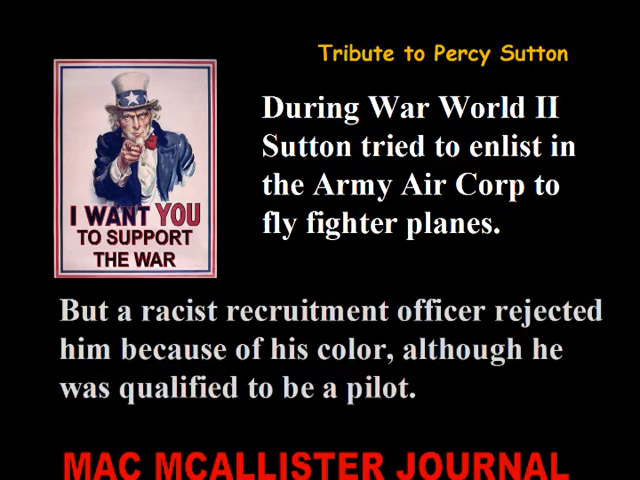 Tribute to Percy Sutton
During War World II
Sutton tried to enlist in
the Army Air Corp to
fly fighter planes.
I WANT YOU
TO SUPPORT
THE WAR
But a racist recruitment officer rejected
him because of his color, although he
was qualified to be a pilot.
MAC MCALLISTER JOURNAL